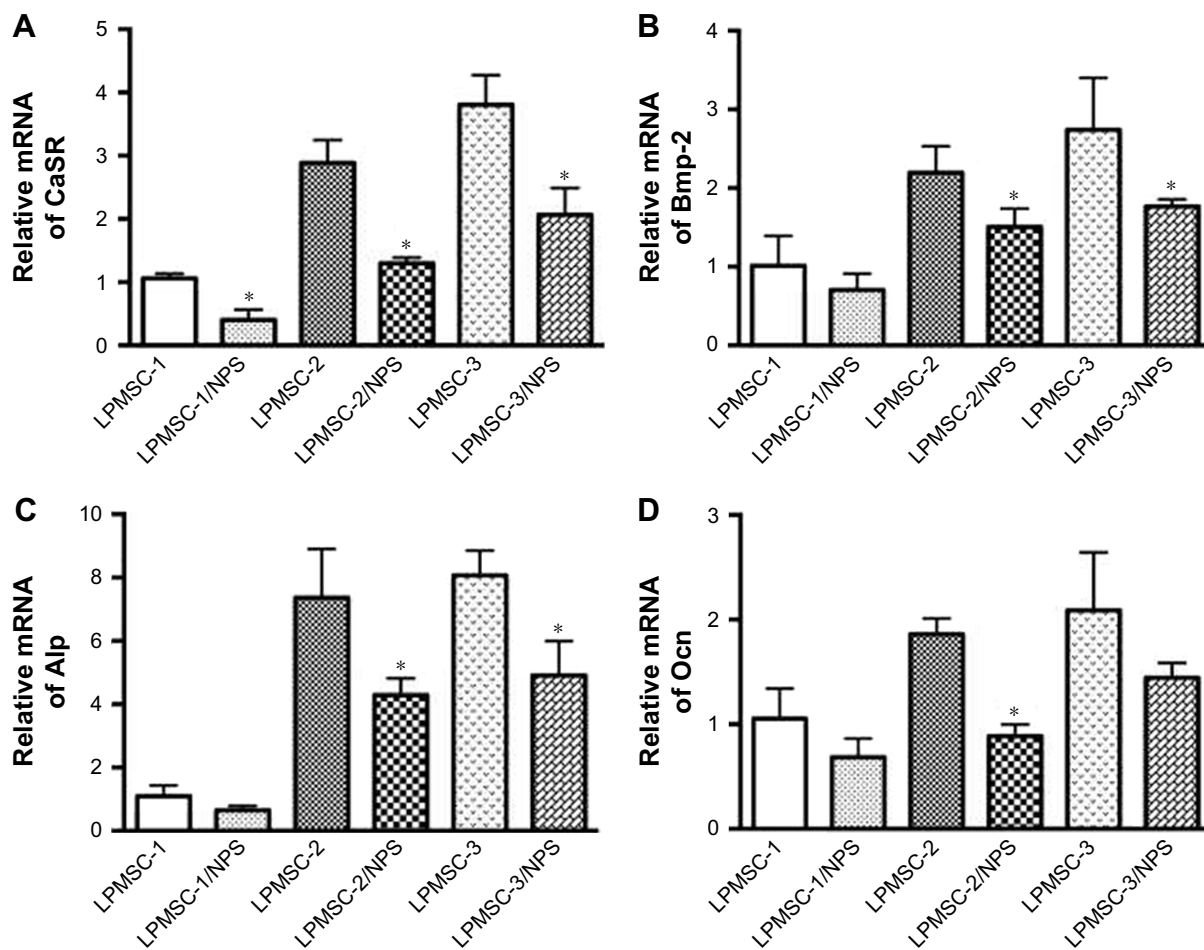 A
Relative mRNA
of CaSR
5
4
3
2
1
0
*
*
*
LPMSC-1
LPMSC-1/NPS
LPMSC-2
LPMSC-2/NPS
LPMSC-3
LPMSC-3/NPS
B
Relative mRNA
of Bmp-2
4
3
2
1
0
*
*
LPMSC-1
LPMSC-1/NPS
LPMSC-2
LPMSC-2/NPS
LPMSC-3
LPMSC-3/NPS
C
Relative mRNA
of Alp
10
8
6
4
2
0
*
*
LPMSC-1
LPMSC-1/NPS
LPMSC-2
LPMSC-2/NPS
LPMSC-3
LPMSC-3/NPS
D
Relative mRNA
of Ocn
3
2
1
0
*
LPMSC-1
LPMSC-1/NPS
LPMSC-2
LPMSC-2/NPS
LPMSC-3
LPMSC-3/NPS